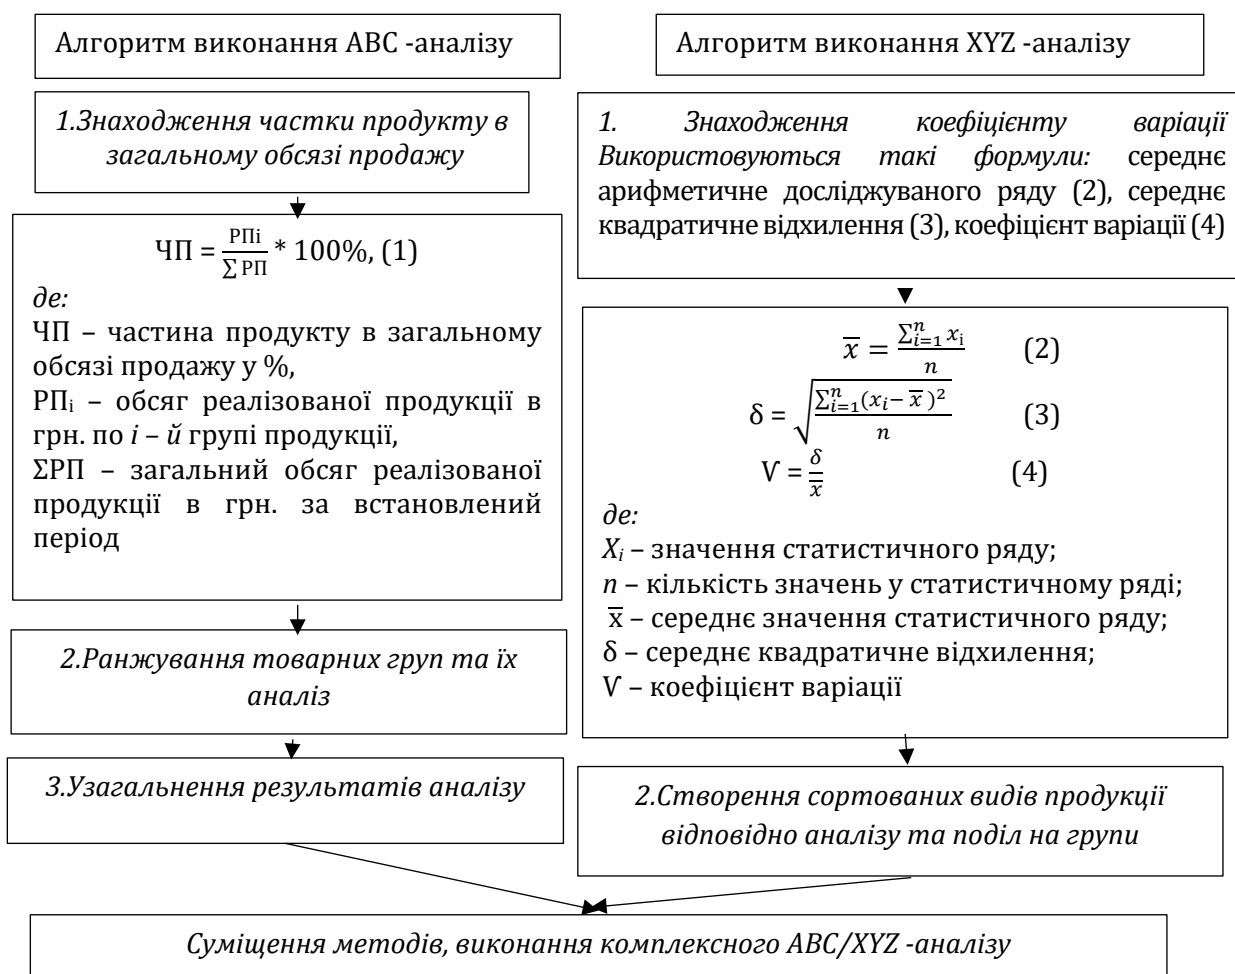 Алгоритм виконання АВС -аналізу
1.Знаходження частки продукту в
загальному обсязі продажу
ЧП = РПі / ∑ РП * 100%, (1)
де:
ЧП – частина продукту в загальному
обсязі продажу у %,
РПі – обсяг реалізованої продукції в
грн. по і – й групі продукції,
ΣРП – загальний обсяг реалізованої
продукції в грн. за встановлений
період
2.Ранжування товарних груп та їх
аналіз
3.Узагальнення результатів аналізу
Алгоритм виконання XYZ -аналізу
1. Знаходження коефіцієнту варіації
Використовуються такі формули: середнє
арифметичне досліджуваного ряду (2), середнє
квадратичне відхилення (3), коефіцієнт варіації (4)
x̅ = ∑ⁿᵢ₌₁ xᵢ / n (2)
δ = √(∑ⁿᵢ₌₁(xᵢ− x̅ )² / n) (3)
Ѵ = δ / x̅ (4)
де:
Xᵢ – значення статистичного ряду;
n – кількість значень у статистичному ряді;
x̅ – середнє значення статистичного ряду;
δ – середнє квадратичне відхилення;
Ѵ – коефіцієнт варіації
2.Створення сортованих видів продукції
відповідно аналізу та поділ на групи
Суміщення методів, виконання комплексного ABC/XYZ -аналізу